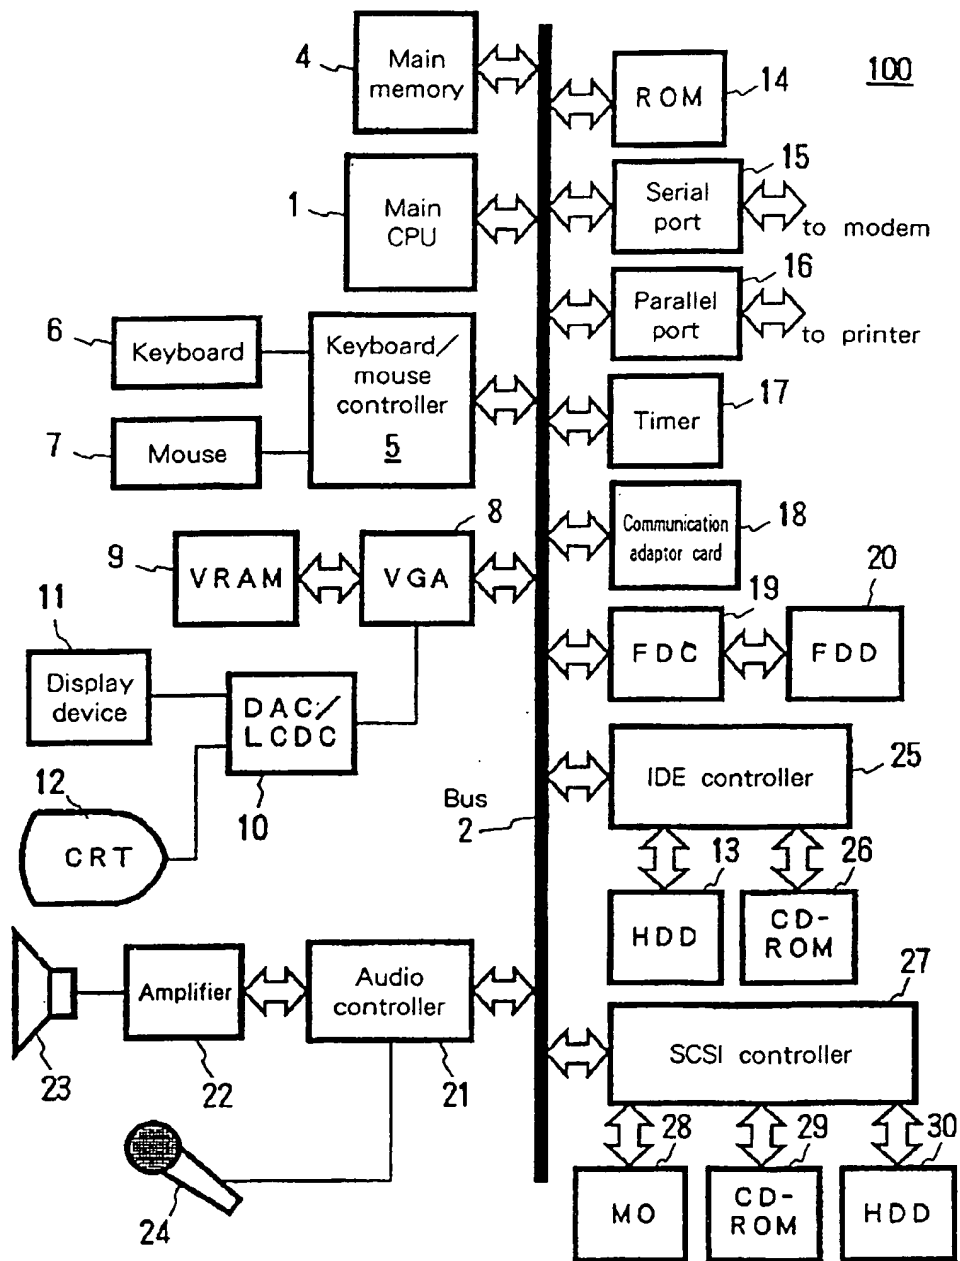 4
Main
memory
100
ROM
14
1
Main
CPU
15
Serial
port
to modem
16
Parallel
port
to printer
6
Keyboard
Keyboard/
mouse
controller
5
7
Mouse
17
Timer
8
9
VRAM
VGA
Communication
adaptor card
18
19
20
FDC
FDD
11
Display
device
DAC/
LCDC
10
12
CRT
Bus
2
IDE controller
25
13
26
HDD
CD-
ROM
23
Amplifier
22
Audio
controller
21
27
SCSI controller
24
28
29
30
MO
CD-
ROM
HDD